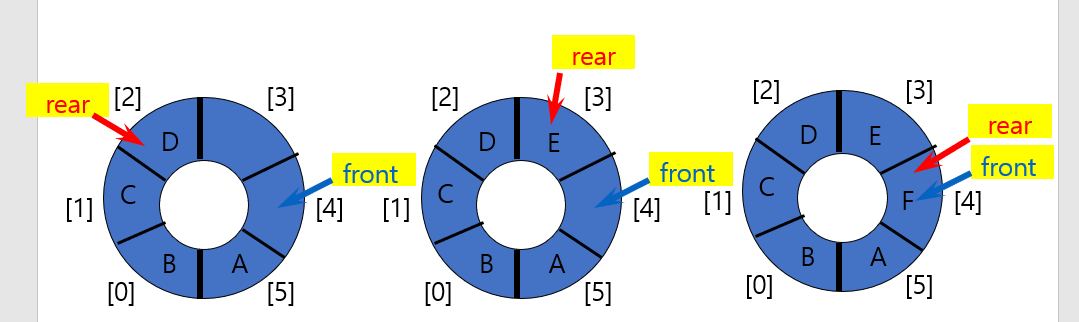 rear
[2]
[3]
D
front
C
[1]
[4]
B
A
[0]
[5]
rear
[2]
[3]
D
E
front
C
[1]
[4]
B
A
[0]
[5]
[2]
[3]
rear
D
E
front
C
F
[1]
[4]
B
A
[0]
[5]